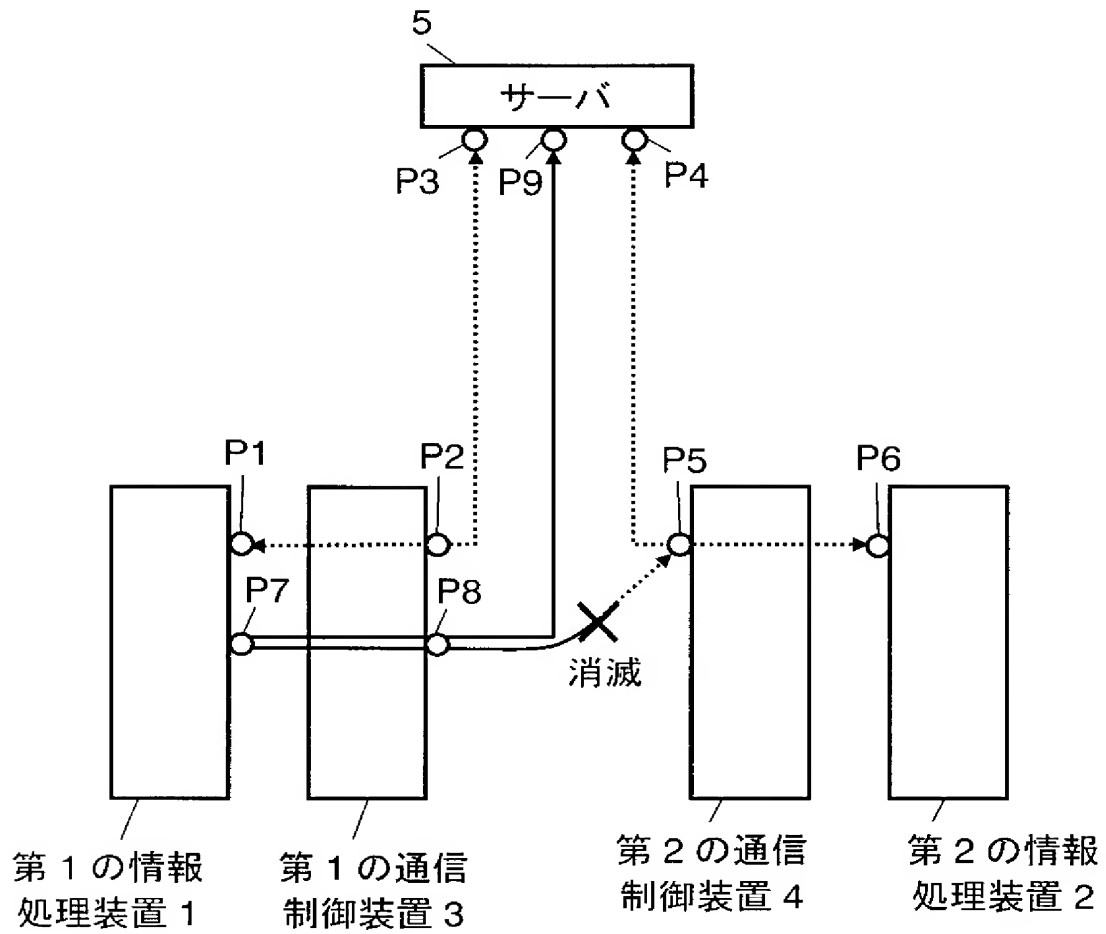 5
サーバ
P3
P9
P4
P1
P2
P5
P6
P7
P8
消滅
第1の情報
処理装置1
第1の通信
制御装置3
第2の通信
制御装置4
第2の情報
処理装置2